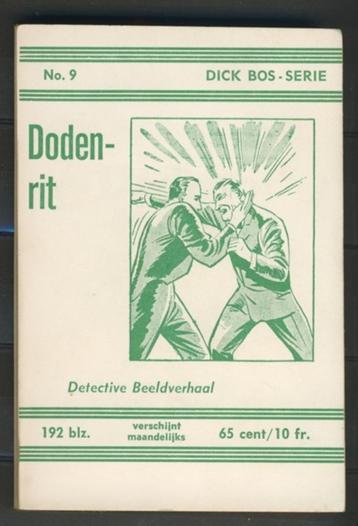 No. 9 DICK BOS - SERIE
Doden-
rit
Detective Beeldverhaal
192 blz. verschijnt maandelijks 65 cent/10 fr.